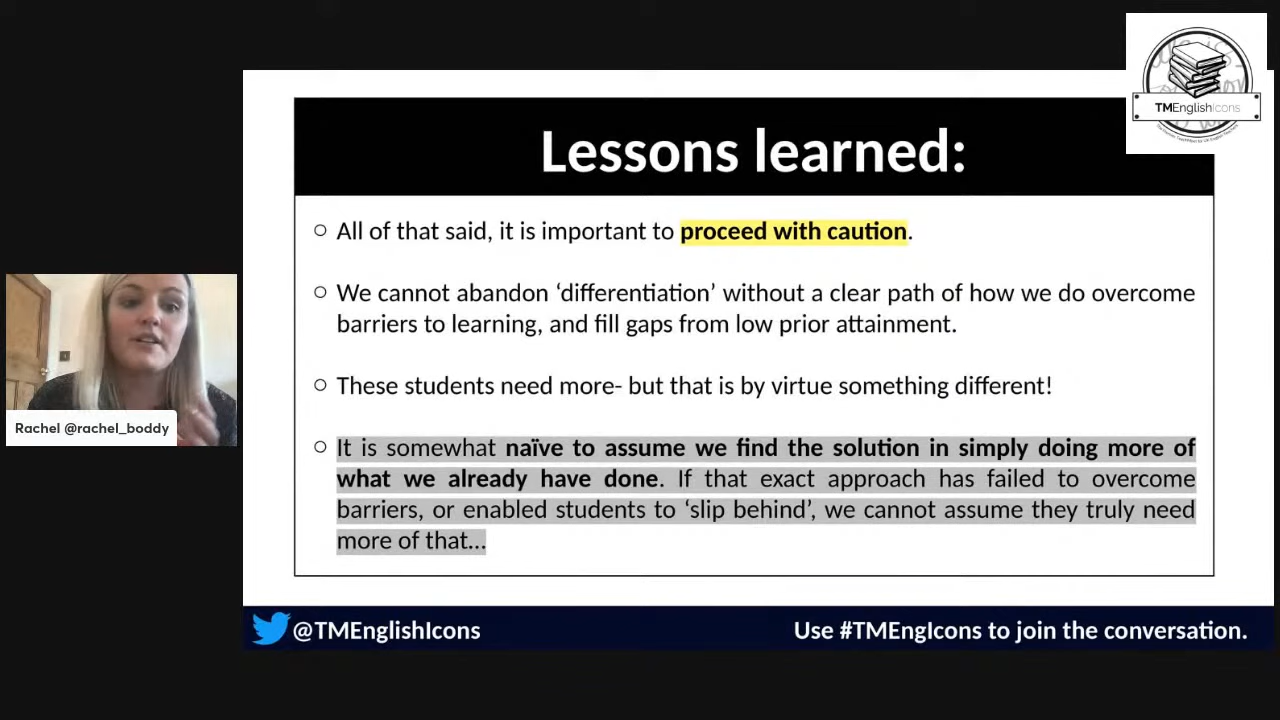 TMEnglishIcons
Lessons learned:
○ All of that said, it is important to proceed with caution.
○ We cannot abandon ‘differentiation’ without a clear path of how we do overcome
barriers to learning, and fill gaps from low prior attainment.
○ These students need more- but that is by virtue something different!
○ It is somewhat naïve to assume we find the solution in simply doing more of
what we already have done. If that exact approach has failed to overcome
barriers, or enabled students to ‘slip behind’, we cannot assume they truly need
more of that...
Rachel @rachel_boddy
@TMEnglishIcons
Use #TMEngIcons to join the conversation.